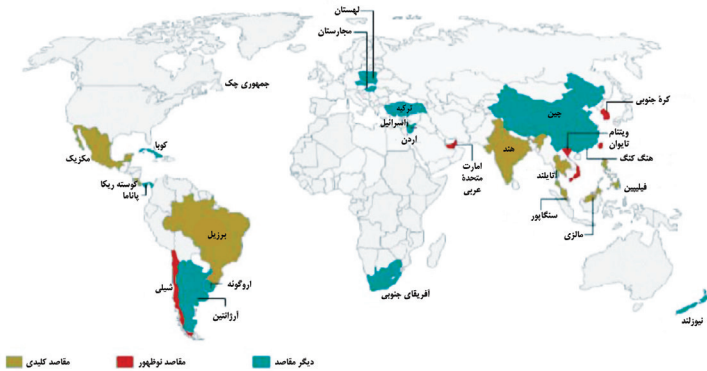 لهستان
مجارستان
جمهوری چک
کرهٔ جنوبی
ترکیه
چین
اسرائیل
اردن
ویتنام
تایوان
هنگ کنگ
هند
امارت
متحدهٔ
عربی
تایلند
فیلیپین
سنگاپور
مالزی
کوبا
مکزیک
کوسته ریکا
پاناما
برزیل
اروگونه
شیلی
آرژانتین
آفریقای جنوبی
نیوزلند
دیگر مقاصد
مقاصد نوظهور
مقاصد کلیدی